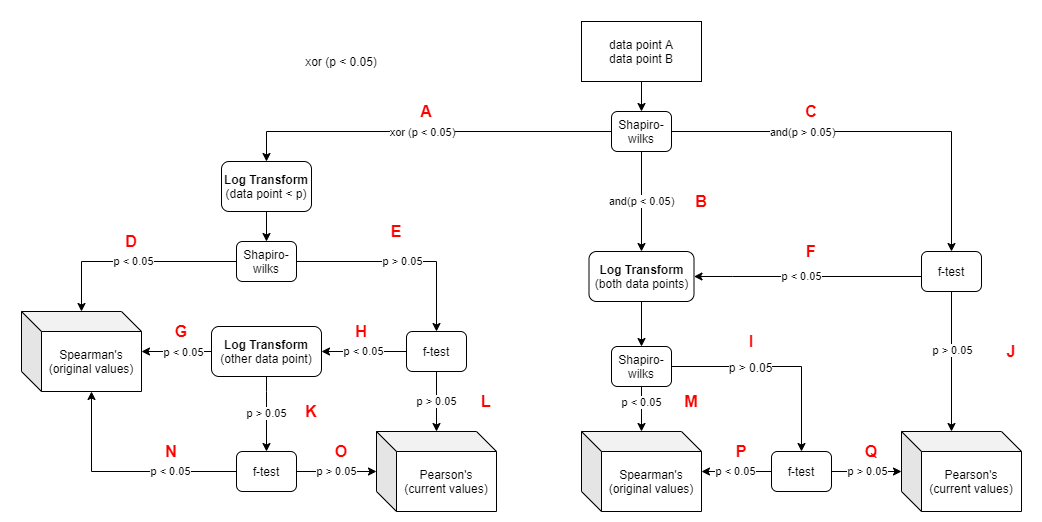 data point A
data point B
xor (p < 0.05)
A
C
Shapiro-
wilks
xor (p < 0.05)
and(p > 0.05)
Log Transform
(data point < p)
and(p < 0.05)
B
D
E
Shapiro-
wilks
p < 0.05
p > 0.05
F
Log Transform
(both data points)
p < 0.05
f-test
G
H
Log Transform
(other data point)
p < 0.05
p < 0.05
f-test
Spearman's
(original values)
I
J
p > 0.05
Shapiro-
wilks
p > 0.05
p > 0.05
K
p > 0.05
L
p < 0.05
M
N
O
p < 0.05
f-test
p > 0.05
Pearson's
(current values)
P
Q
Spearman's
(original values)
p < 0.05
f-test
p > 0.05
Pearson's
(current values)